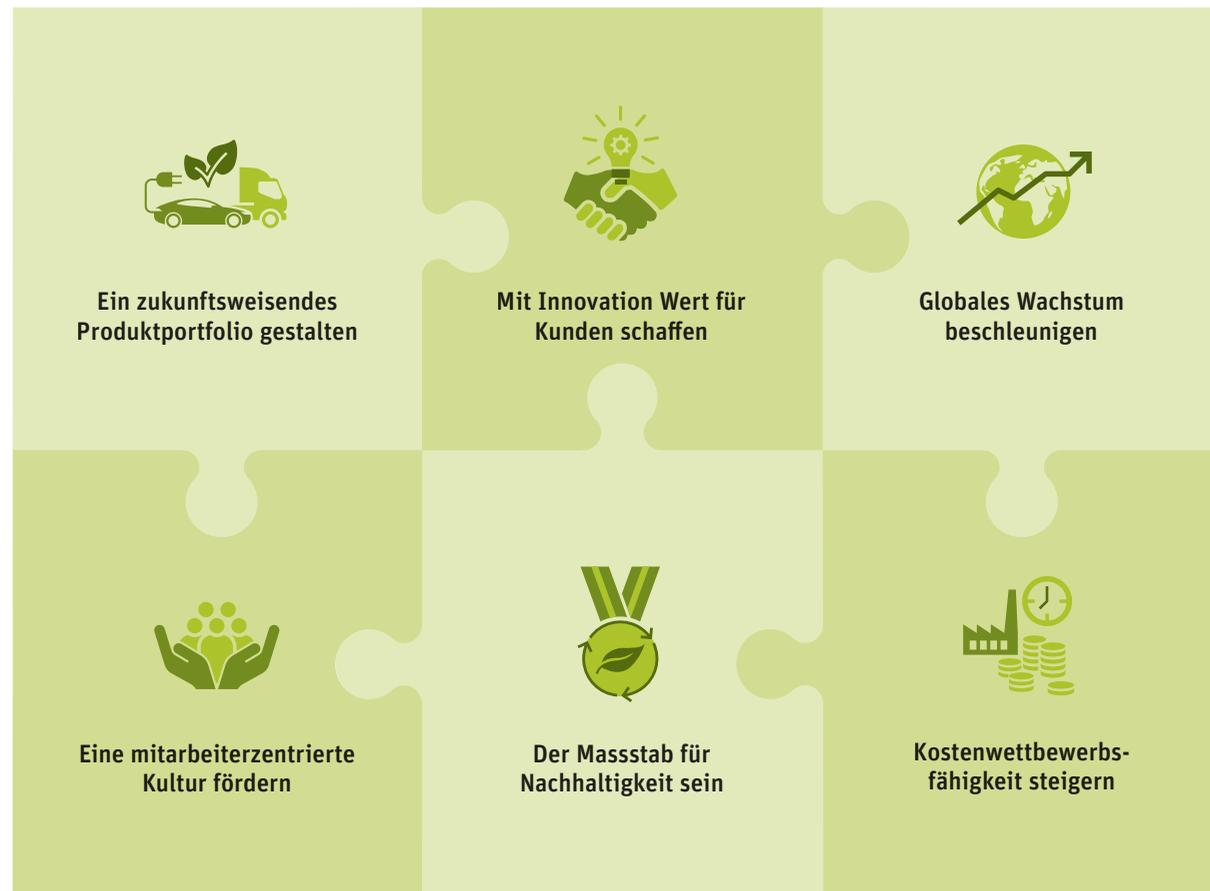 Ein zukunftsweisendes
Produktportfolio gestalten
Mit Innovation Wert für
Kunden schaffen
Globales Wachstum
beschleunigen
Eine mitarbeiterzentrierte
Kultur fördern
Der Massstab für
Nachhaltigkeit sein
Kostenwettbewerbs-
fähigkeit steigern